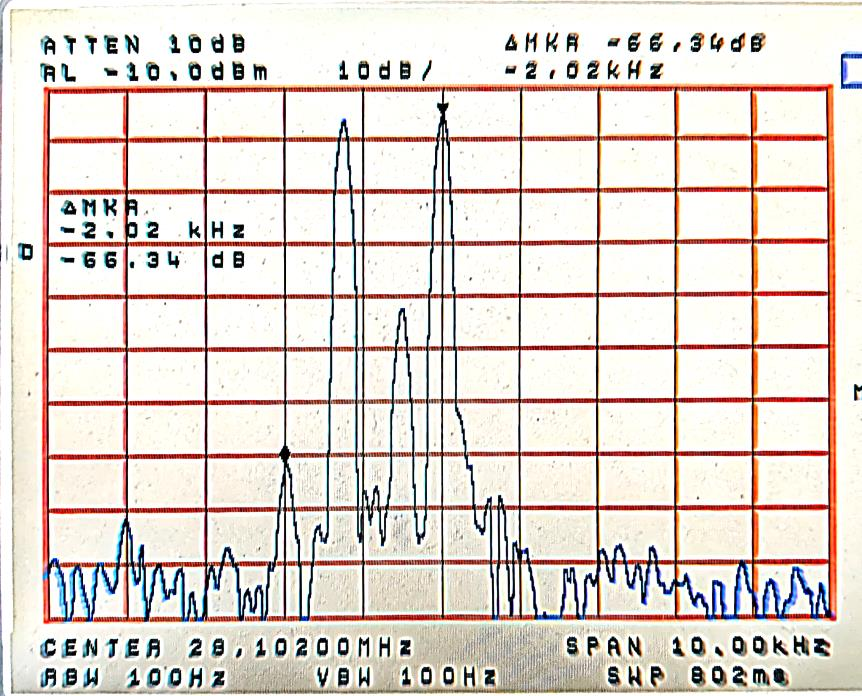 ATTEN 10dB
RL -10.0dBm 10dB/
ΔMKR -66.34dB
-2.02kHz
ΔMKR
-2.02 kHz
-66.34 dB
D
CENTER 28.10200MHz SPAN 10.00kHz
RBW 100Hz VBW 100Hz SWP 802ms